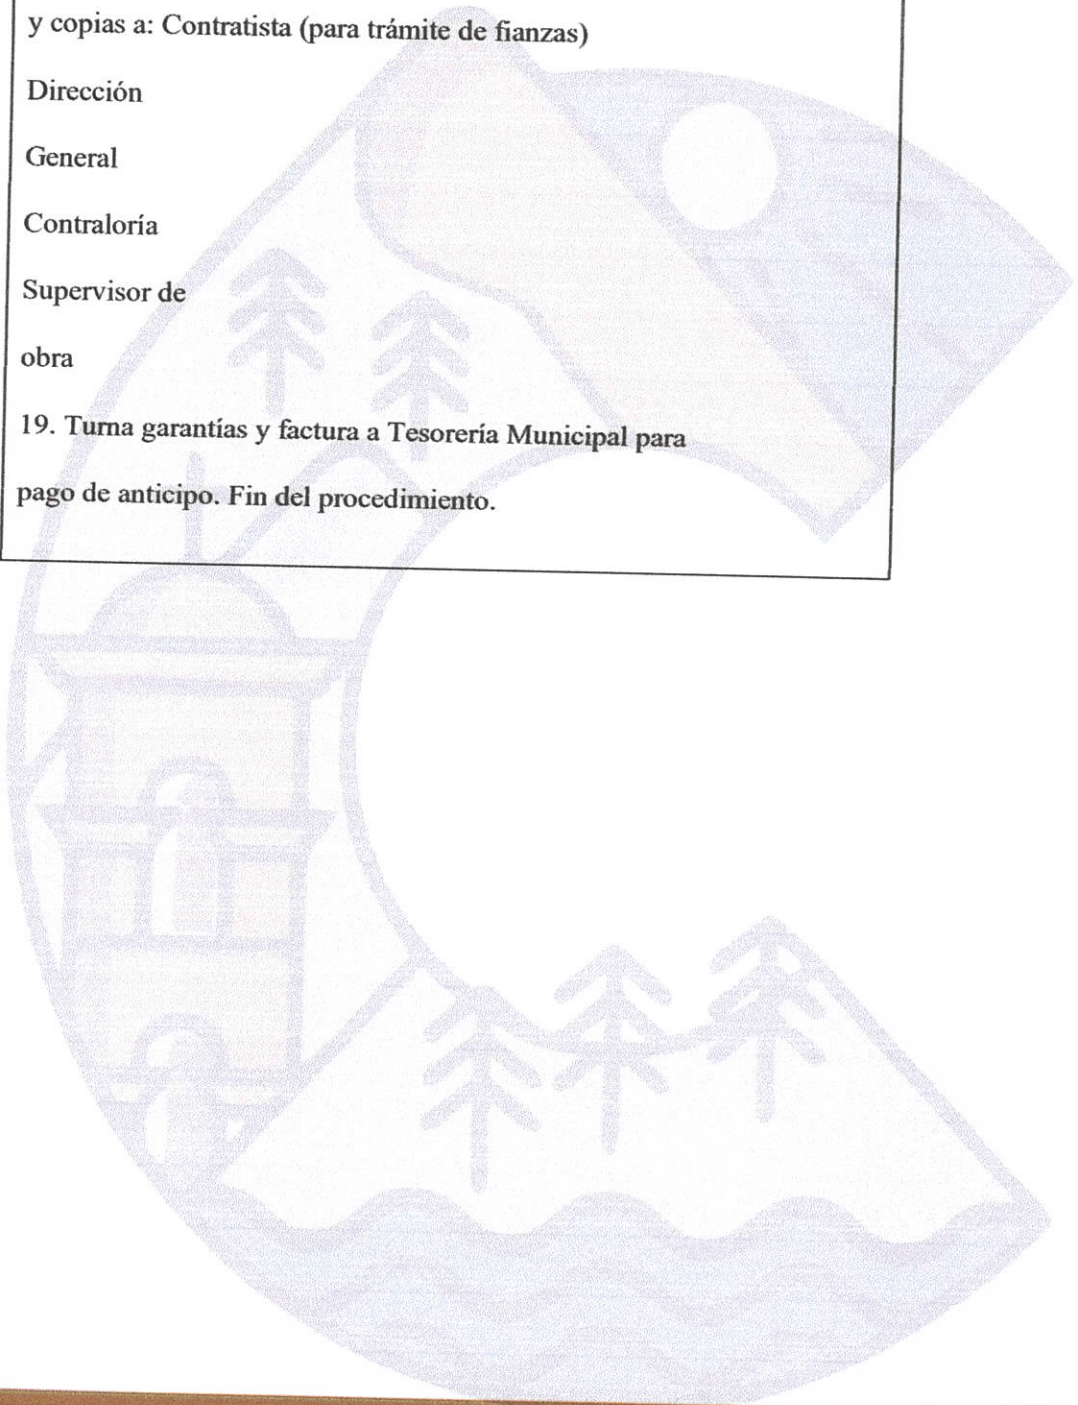 y copias a: Contratista (para trámite de fianzas)
Dirección
General
Contraloría
Supervisor de
obra
19. Turna garantías y factura a Tesorería Municipal para
pago de anticipo. Fin del procedimiento.